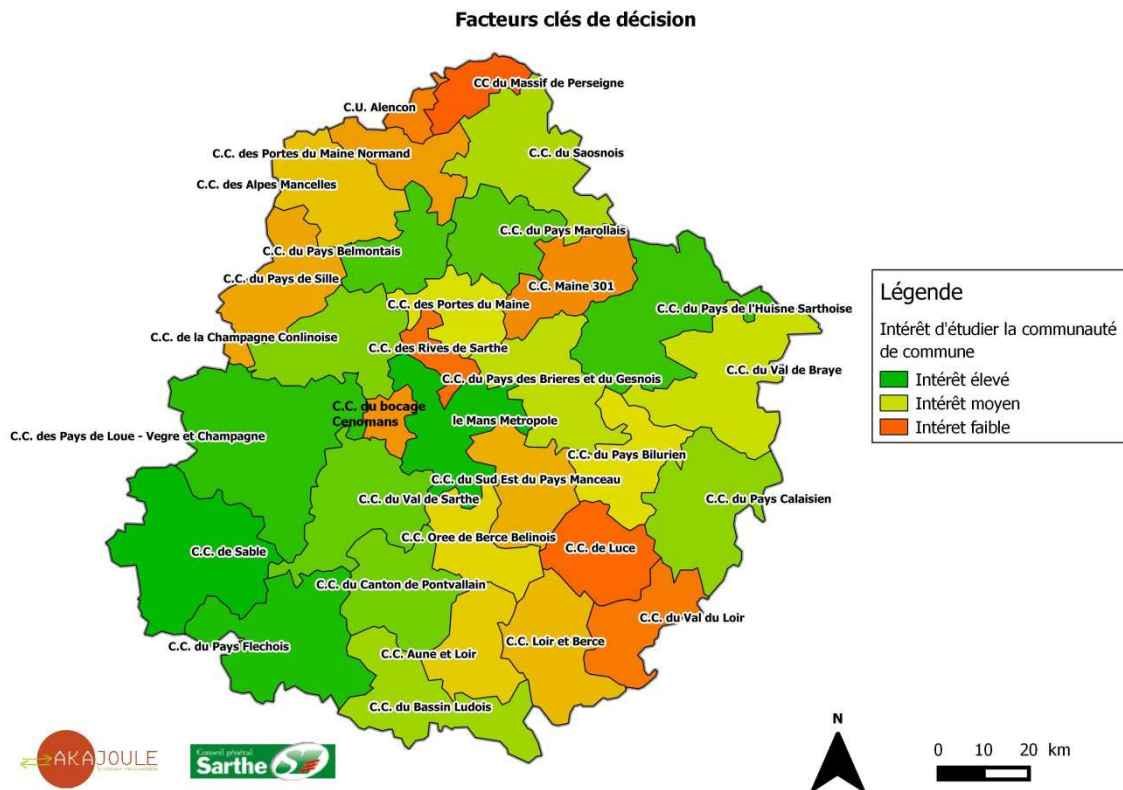 Facteurs clés de décision
CC du Massif de Perseigne
C.U. Alencon
C.C. des Portes du Maine Normand
C.C. du Saosnois
C.C. des Alpes Mancelles
C.C. du Pays Marollais
C.C. du Pays Belmontais
C.C. du Pays de Sille
C.C. Maine 301
C.C. des Portes du Maine
C.C. du Pays de l'Huisne Sarthoise
C.C. de la Champagne Conlinoise
C.C. des Rives de Sarthe
C.C. du Val de Braye
C.C. du Pays des Brieres et du Gesnois
C.C. du bocage
Cenomans
le Mans Metropole
C.C. des Pays de Loue - Vegre et Champagne
C.C. du Pays Bilurien
C.C. du Sud Est du Pays Manceau
C.C. du Val de Sarthe
C.C. du Pays Calaisien
C.C. Oree de Berce Belinois
C.C. de Sable
C.C. de Luce
C.C. du Canton de Pontvallain
C.C. du Val du Loir
C.C. du Pays Flechois
C.C. Aune et Loir
C.C. Loir et Berce
C.C. du Bassin Ludois
Légende
Intérêt d'étudier la communauté
de commune
Intérêt élevé
Intérêt moyen
Intéret faible
AKAJOULE
Conseil général
Sarthe
N
0 10 20 km